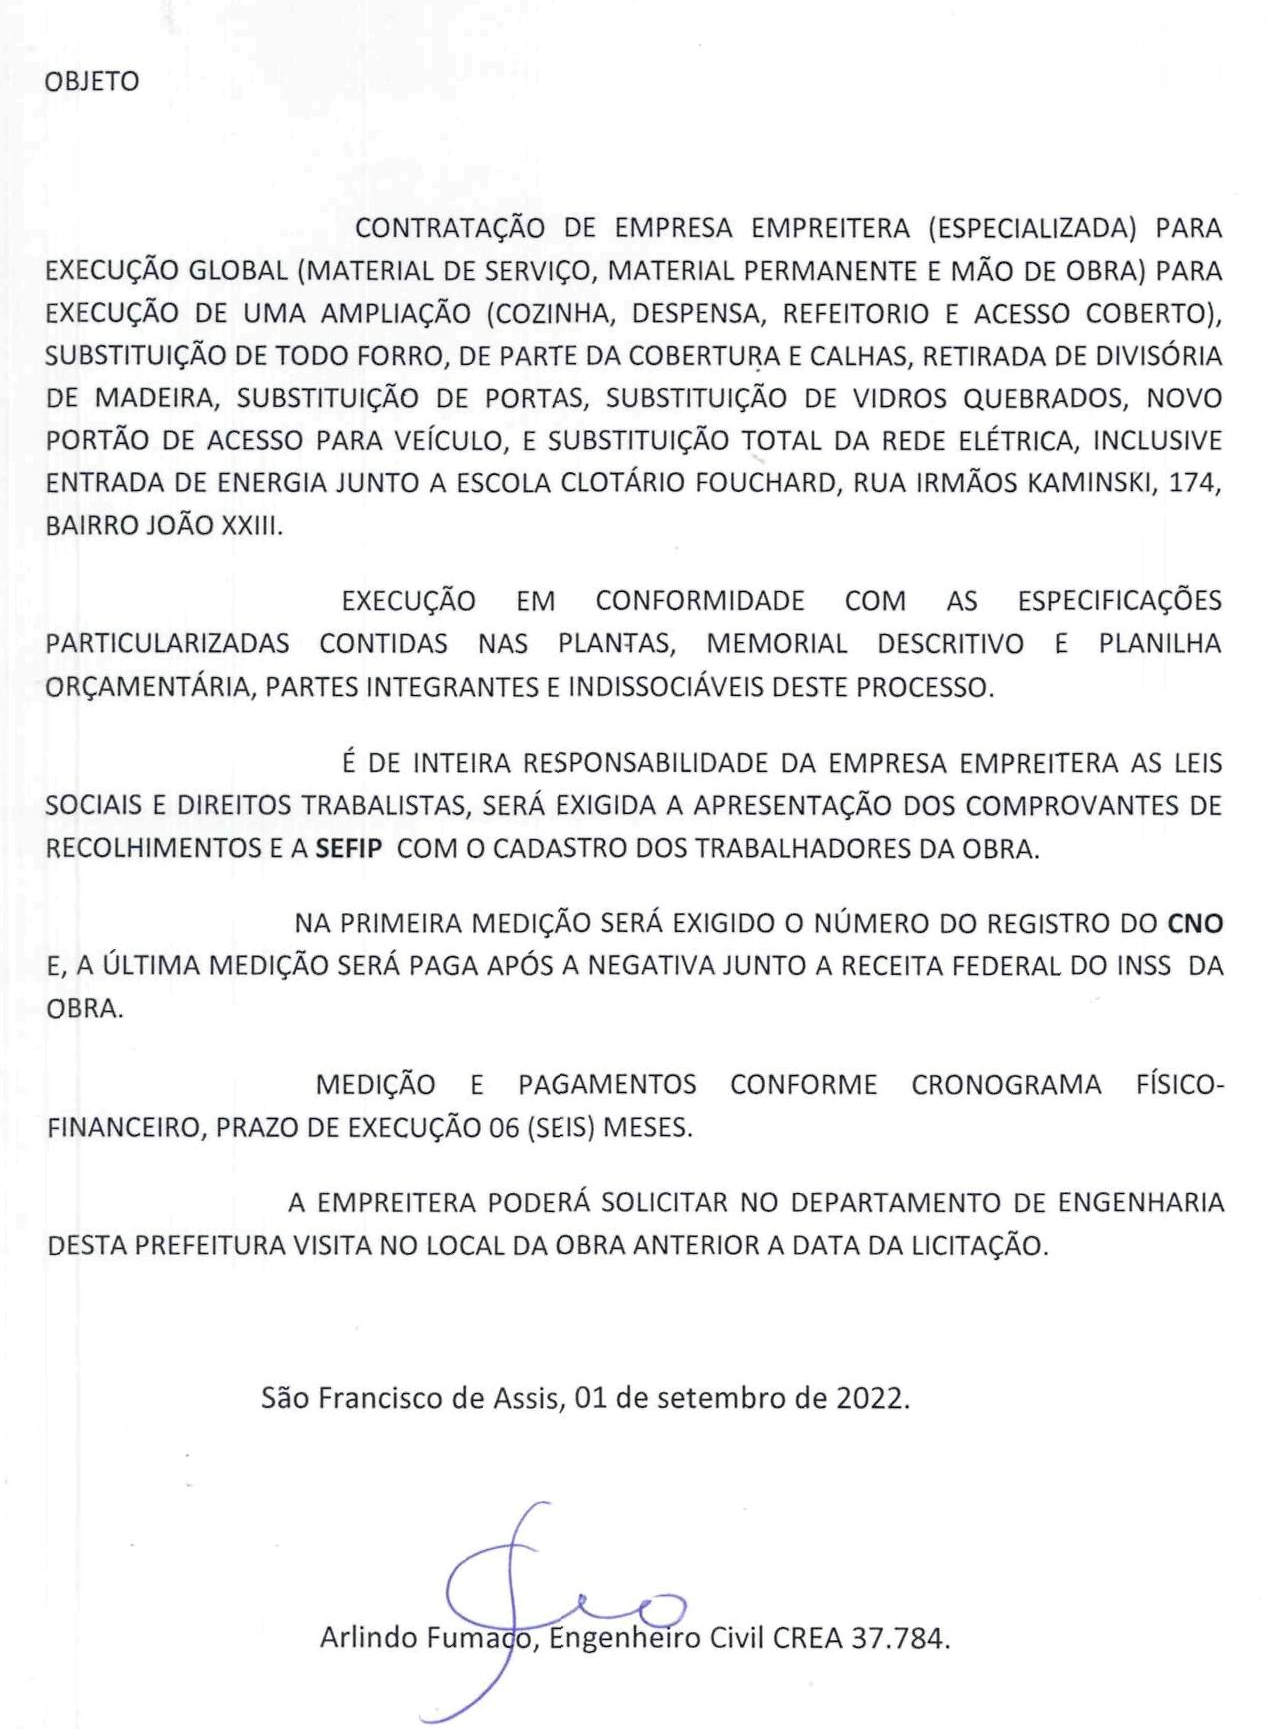 OBJETO
CONTRATAÇÃO DE EMPRESA EMPREITERA (ESPECIALIZADA) PARA
EXECUÇÃO GLOBAL (MATERIAL DE SERVIÇO, MATERIAL PERMANENTE E MÃO DE OBRA) PARA
EXECUÇÃO DE UMA AMPLIAÇÃO (COZINHA, DESPENSA, REFEITORIO E ACESSO COBERTO),
SUBSTITUIÇÃO DE TODO FORRO, DE PARTE DA COBERTURA E CALHAS, RETIRADA DE DIVISÓRIA
DE MADEIRA, SUBSTITUIÇÃO DE PORTAS, SUBSTITUIÇÃO DE VIDROS QUEBRADOS, NOVO
PORTÃO DE ACESSO PARA VEÍCULO, E SUBSTITUIÇÃO TOTAL DA REDE ELÉTRICA, INCLUSIVE
ENTRADA DE ENERGIA JUNTO A ESCOLA CLOTÁRIO FOUCHARD, RUA IRMÃOS KAMINSKI, 174,
BAIRRO JOÃO XXIII.
EXECUÇÃO EM CONFORMIDADE COM AS ESPECIFICAÇÕES
PARTICULARIZADAS CONTIDAS NAS PLANTAS, MEMORIAL DESCRITIVO E PLANILHA
ORÇAMENTÁRIA, PARTES INTEGRANTES E INDISSOCIÁVEIS DESTE PROCESSO.
É DE INTEIRA RESPONSABILIDADE DA EMPRESA EMPREITERA AS LEIS
SOCIAIS E DIREITOS TRABALISTAS, SERÁ EXIGIDA A APRESENTAÇÃO DOS COMPROVANTES DE
RECOLHIMENTOS E A SEFIP COM O CADASTRO DOS TRABALHADORES DA OBRA.
NA PRIMEIRA MEDIÇÃO SERÁ EXIGIDO O NÚMERO DO REGISTRO DO CNO
E, A ÚLTIMA MEDIÇÃO SERÁ PAGA APÓS A NEGATIVA JUNTO A RECEITA FEDERAL DO INSS DA
OBRA.
MEDIÇÃO E PAGAMENTOS CONFORME CRONOGRAMA FÍSICO-
FINANCEIRO, PRAZO DE EXECUÇÃO 06 (SEIS) MESES.
A EMPREITERA PODERÁ SOLICITAR NO DEPARTAMENTO DE ENGENHARIA
DESTA PREFEITURA VISITA NO LOCAL DA OBRA ANTERIOR A DATA DA LICITAÇÃO.
São Francisco de Assis, 01 de setembro de 2022.
Arlindo Fumaco, Engenheiro Civil CREA 37.784.